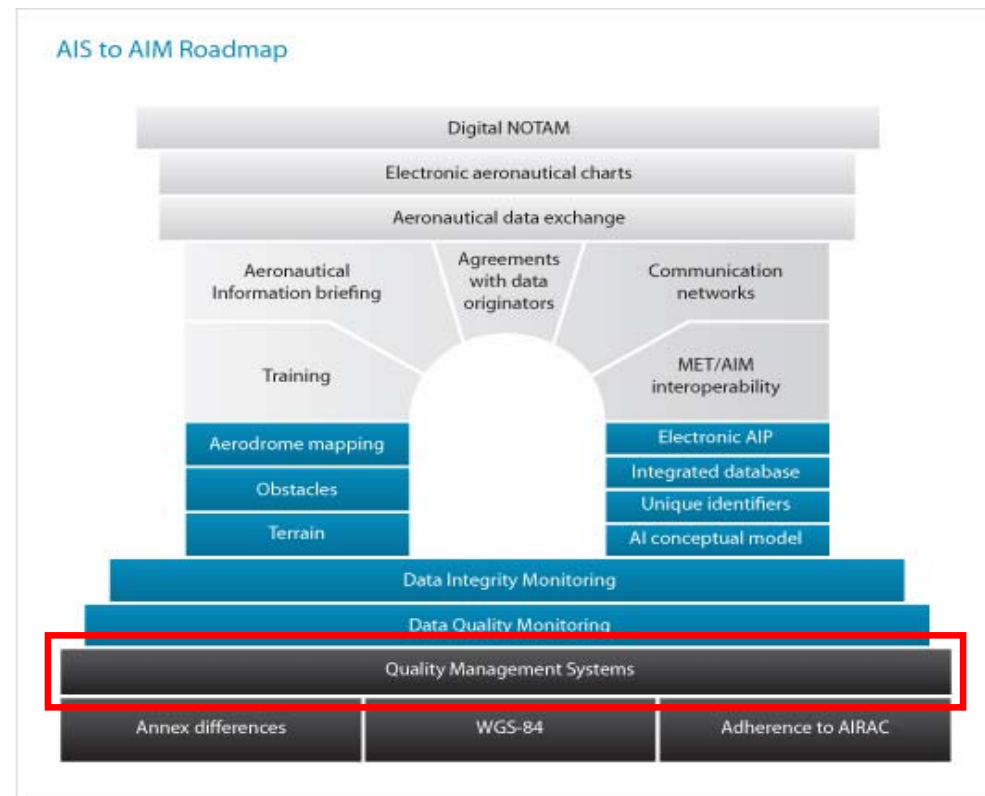 AIS to AIM Roadmap
Digital NOTAM
Electronic aeronautical charts
Aeronautical data exchange
Aeronautical
Information briefing
Agreements
with data
originators
Communication
networks
Training
MET/AIM
interoperability
Aerodrome mapping
Obstacles
Terrain
Electronic AIP
Integrated database
Unique identifiers
AI conceptual model
Data Integrity Monitoring
Data Quality Monitoring
Quality Management Systems
Annex differences
WGS-84
Adherence to AIRAC